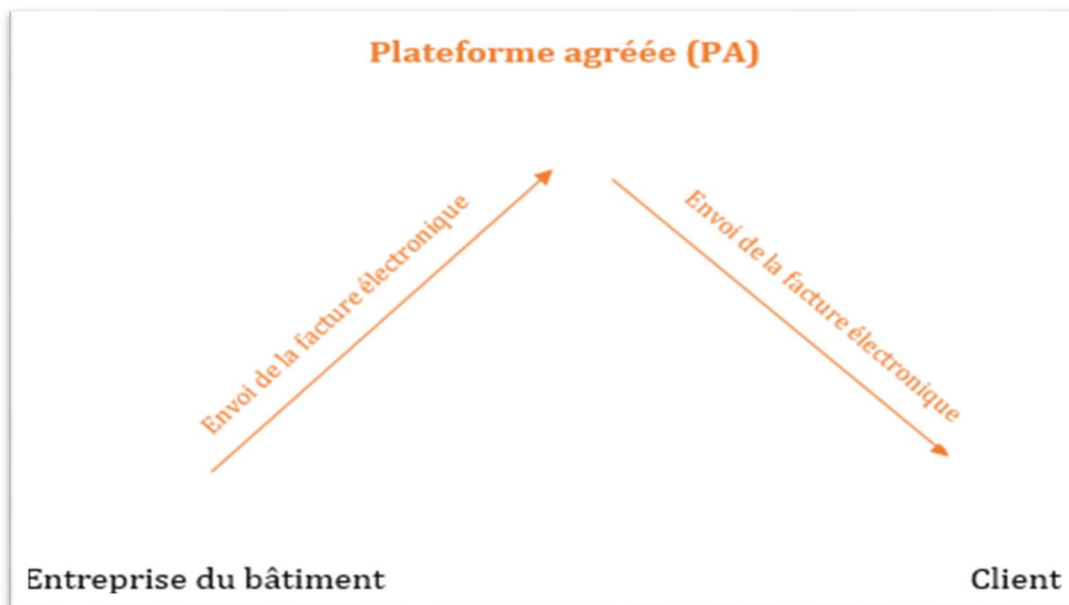 Plateforme agréée (PA)
Envoi de la facture électronique
Envoi de la facture électronique
Entreprise du bâtiment
Client